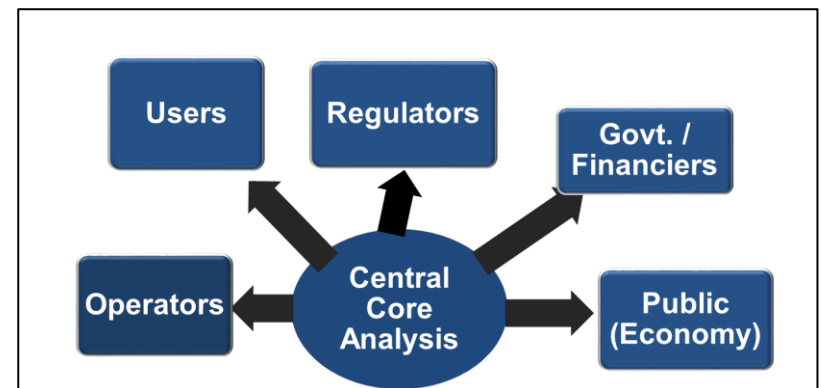 Users
Regulators
Govt. /
Financiers
Operators
Central
Core
Analysis
Public
(Economy)